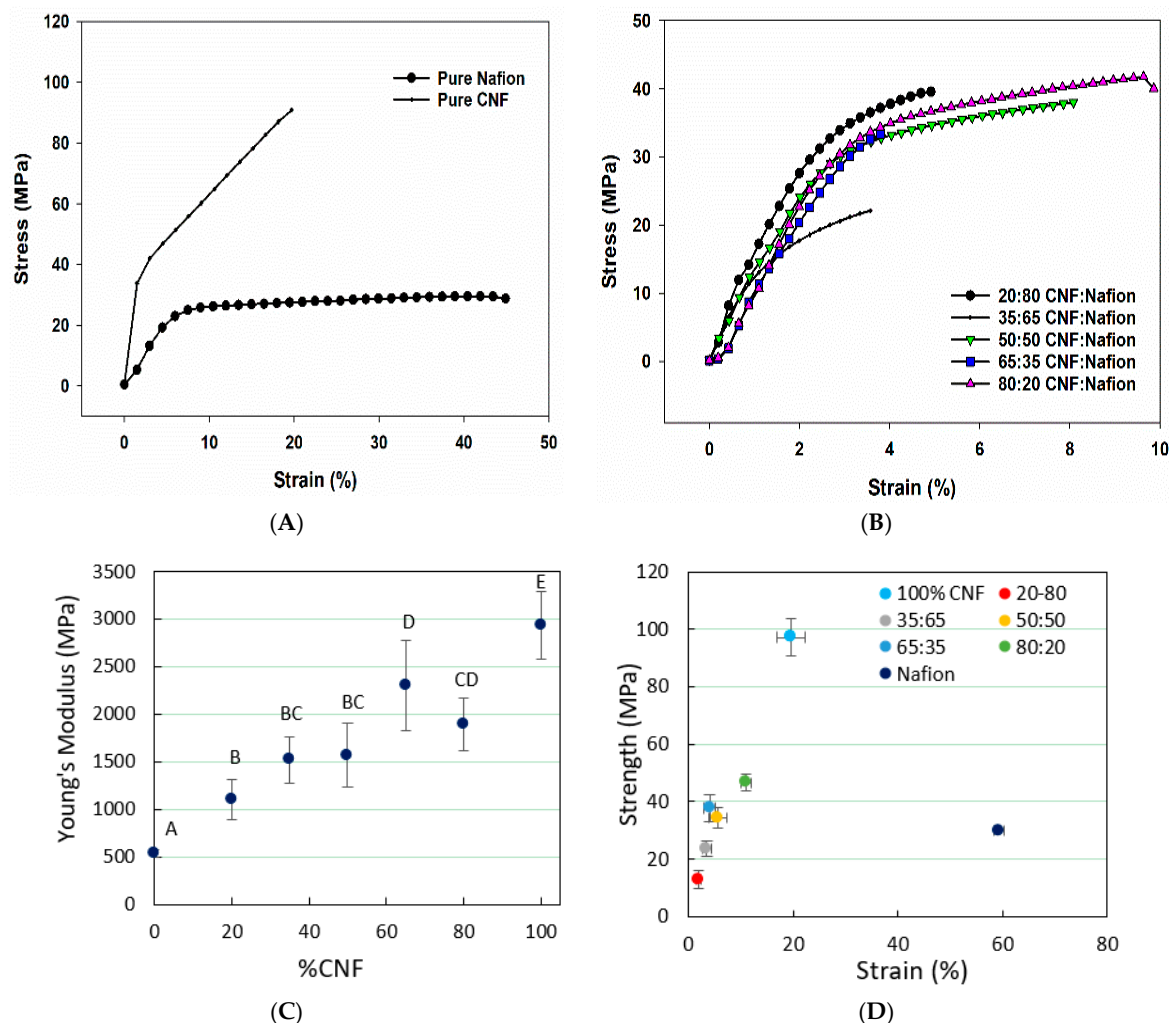 120
100
80
60
40
20
0
Stress (MPa)
Pure Nafion
Pure CNF
0 10 20 30 40 50
Strain (%)
(A)
50
40
30
20
10
0
Stress (MPa)
20:80 CNF:Nafion
35:65 CNF:Nafion
50:50 CNF:Nafion
65:35 CNF:Nafion
80:20 CNF:Nafion
0 2 4 6 8 10
Strain (%)
(B)
3500
3000
2500
2000
1500
1000
500
0
Young's Modulus (MPa)
A B BC BC D CD E
0 20 40 60 80 100
%CNF
(C)
120
100
80
60
40
20
0
Strength (MPa)
100% CNF 20-80
35:65 50:50
65:35 80:20
Nafion
0 20 40 60 80
Strain (%)
(D)